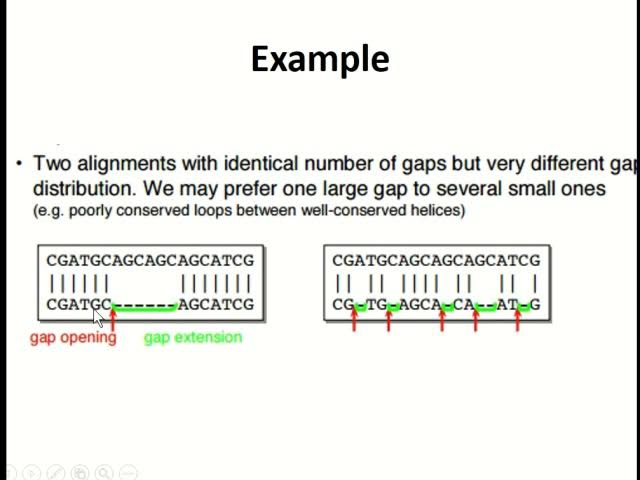 Example
• Two alignments with identical number of gaps but very different gap
distribution. We may prefer one large gap to several small ones
(e.g. poorly conserved loops between well-conserved helices)
CGATGCAGCAGCAGCATCG
|||||| |||||||
CGATGC------AGCATCG
gap opening gap extension
CGATGCAGCAGCAGCATCG
|| || |||| || || |
CG-TG-AGCA-CA--AT-G